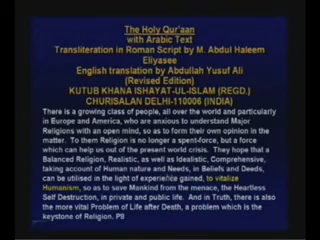 The Holy Qur'aan
with Arabic Text
Transliteration in Roman Script by M. Abdul Haleem
Eliyasee
English translation by Abdullah Yusuf Ali
(Revised Edition)
KUTUB KHANA ISHAYAT-UL-ISLAM (REGD.)
CHURISALAN DELHI-110006 (INDIA)
There is a growing class of people, all over the world and particularly
in Europe and America, who are anxious to understand Major
Religions with an open mind, so as to form their own opinion in the
matter. To them Religion is no longer a spent-force, but a force
which can help us out of the present world crisis. They hope that a
Balanced Religion, Realistic, as well as Idealistic, Comprehensive,
taking account of Human nature and Needs, in Beliefs and Deeds,
can be utilised in the light of experience gained, to vitalize
Humanism, so as to save Mankind from the menace, the Heartless
Self Destruction, in private and public life. And in Truth, there is also
the more vital Problem of Life after Death, a problem which is the
keystone of Religion. P8